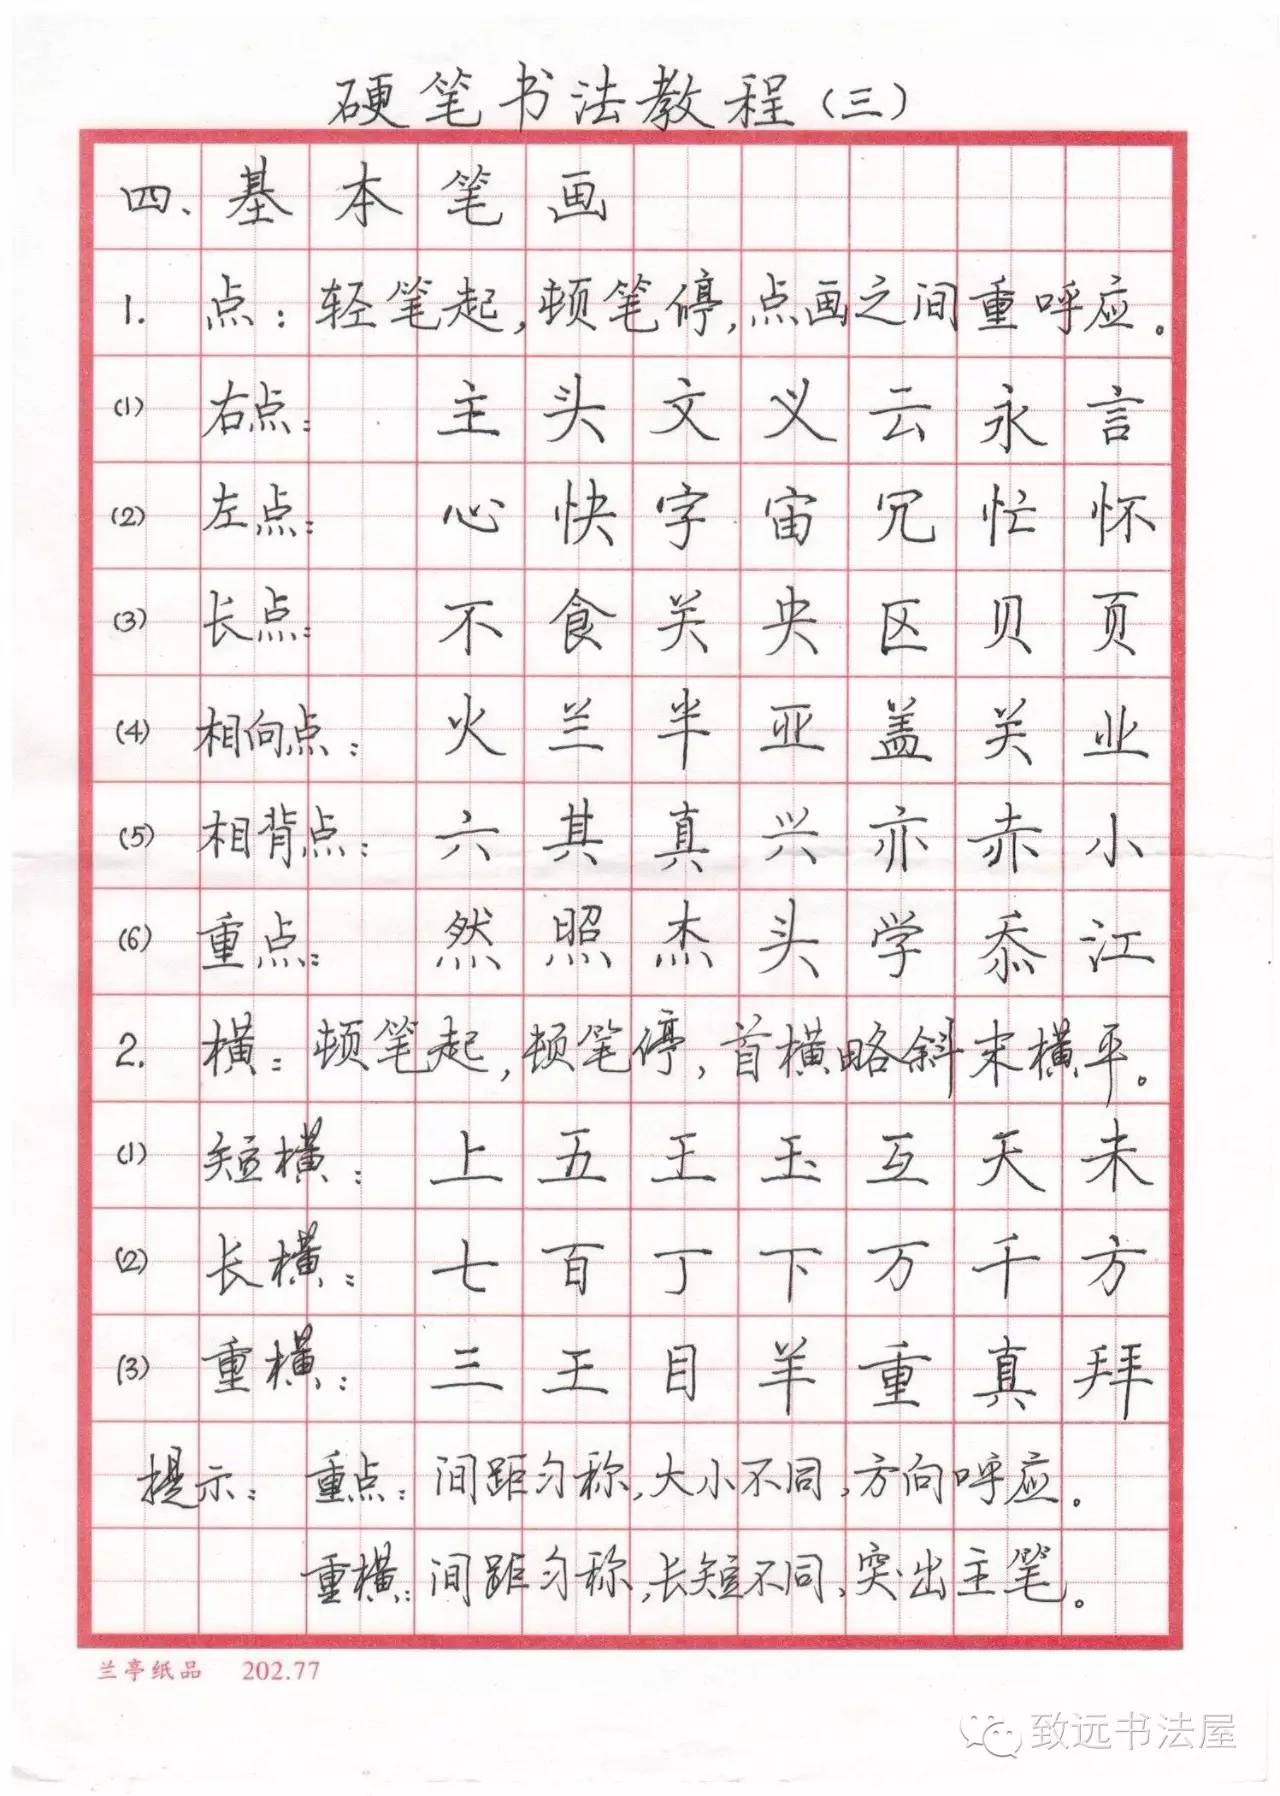 硬笔书法教程(三)
四、基本笔画
1. 点:轻笔起,顿笔停,点画之间重呼应。
(1) 右点: 主头文义云永言
(2) 左点: 心快字宙冗忙怀
(3) 长点: 不食关央区贝页
(4) 相向点: 火兰半亚盖关业
(5) 相背点: 六其真兴亦赤小
(6) 重点: 然照杰头学忝江
2. 横:顿笔起,顿笔停,首横略斜末横平。
(1) 短横: 上五王玉互天未
(2) 长横: 七百丁下万千方
(3) 重横: 三王目羊重真拜
提示: 重点:间距匀称,大小不同,方向呼应。
重横:间距匀称,长短不同,突出主笔。
兰亭纸品 202.77
致远书法屋